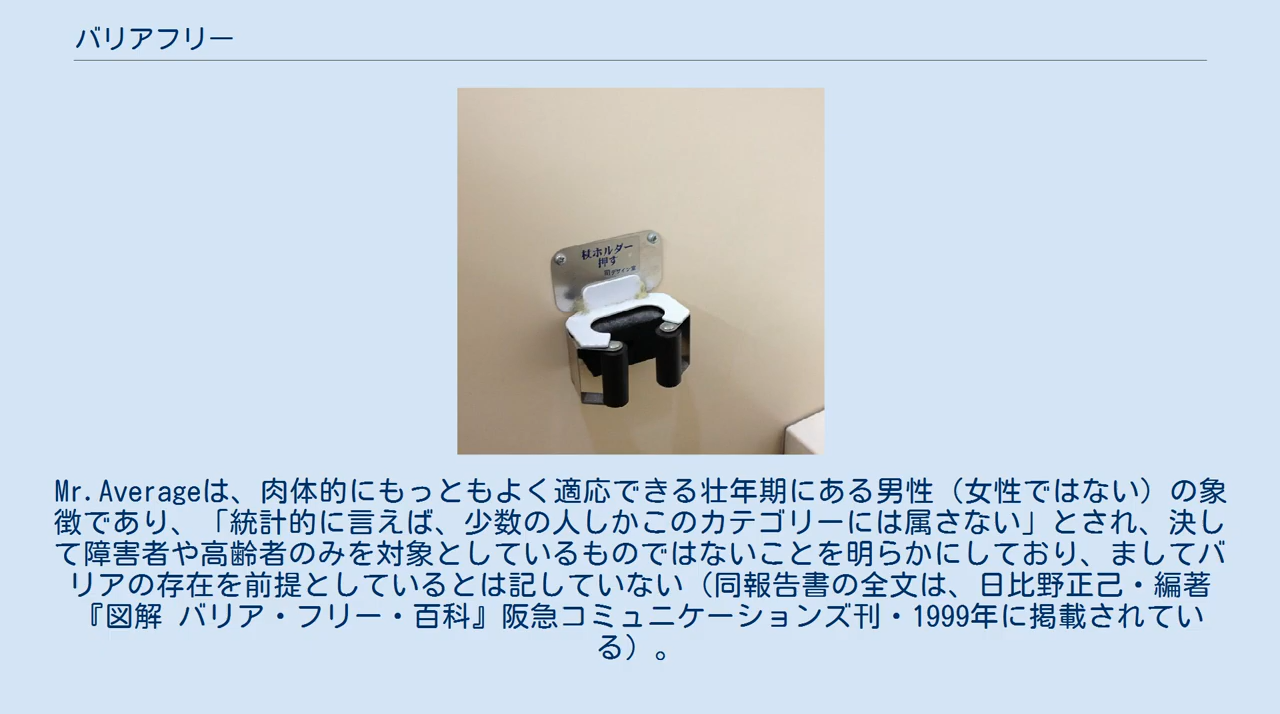 バリアフリー
杖ホルダー
押す
Mr.Averageは、肉体的にもっともよく適応できる壮年期にある男性（女性ではない）の象
徴であり、「統計的に言えば、少数の人しかこのカテゴリーには属さない」とされ、決し
て障害者や高齢者のみを対象としているものではないことを明らかにしており、ましてバ
リアの存在を前提としているとは記していない（同報告書の全文は、日比野正己・編著
『図解 バリア・フリー・百科』阪急コミュニケーションズ刊・1999年に掲載されてい
る）。